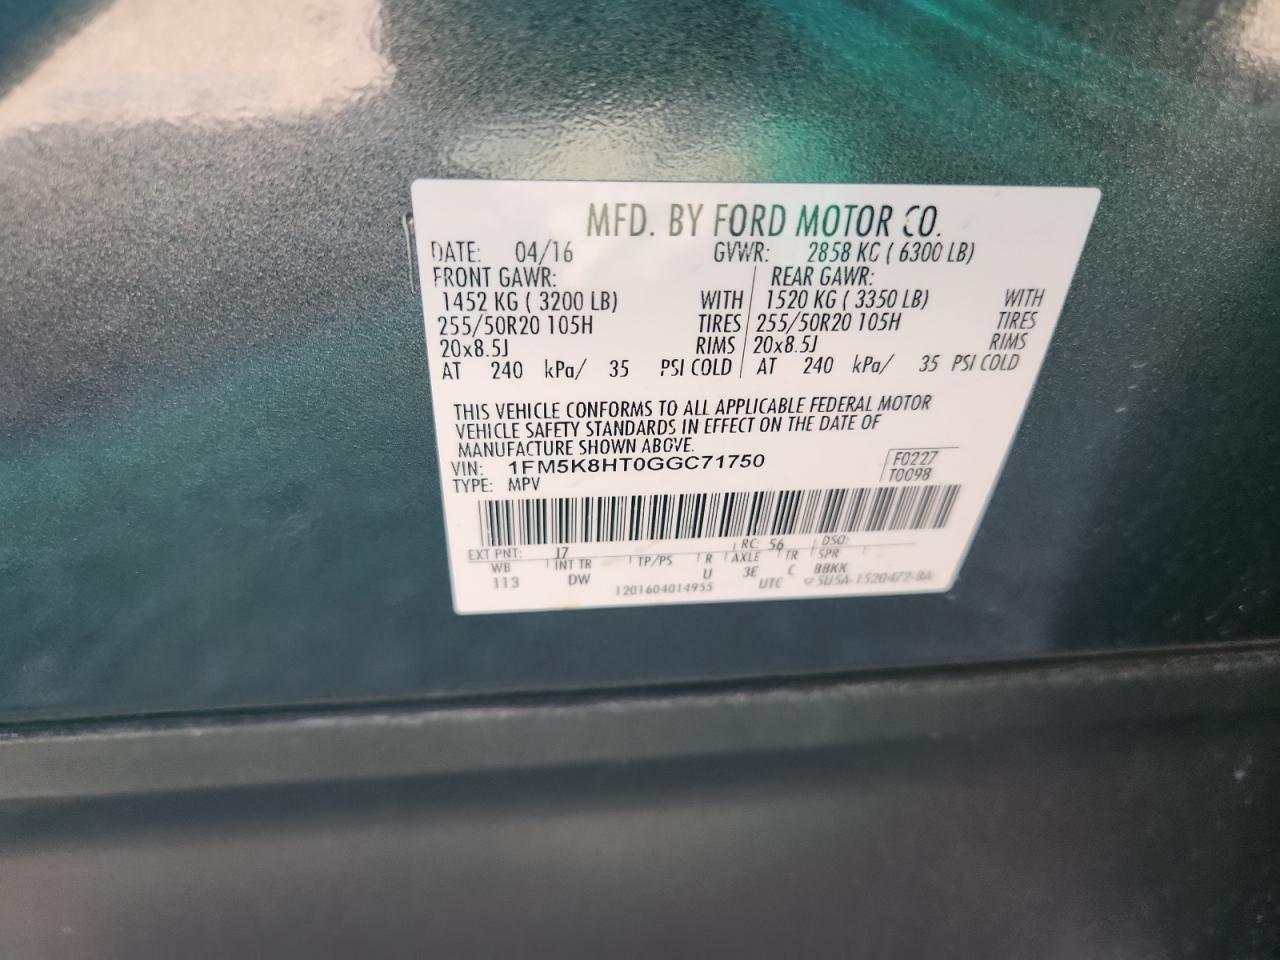 MFD. BY FORD MOTOR CO.
DATE: 04/16 GVWR: 2858 KG ( 6300 LB)
FRONT GAWR: REAR GAWR:
1452 KG ( 3200 LB) WITH 1520 KG ( 3350 LB) WITH
255/50R20 105H TIRES 255/50R20 105H TIRES
20x8.5J RIMS 20x8.5J RIMS
AT 240 kPa/ 35 PSI COLD AT 240 kPa/ 35 PSI COLD
THIS VEHICLE CONFORMS TO ALL APPLICABLE FEDERAL MOTOR
VEHICLE SAFETY STANDARDS IN EFFECT ON THE DATE OF
MANUFACTURE SHOWN ABOVE.
VIN: 1FM5K8HT0GGC71750 F0227
TYPE: MPV T0098
EXT PNT: J7 RC: 56 DSO:
WB INT TR TP/PS R AXLE TR SPR
113 DW U 3E C BBKK
1201604014955 UTC ▽5U5A-1520472-BA